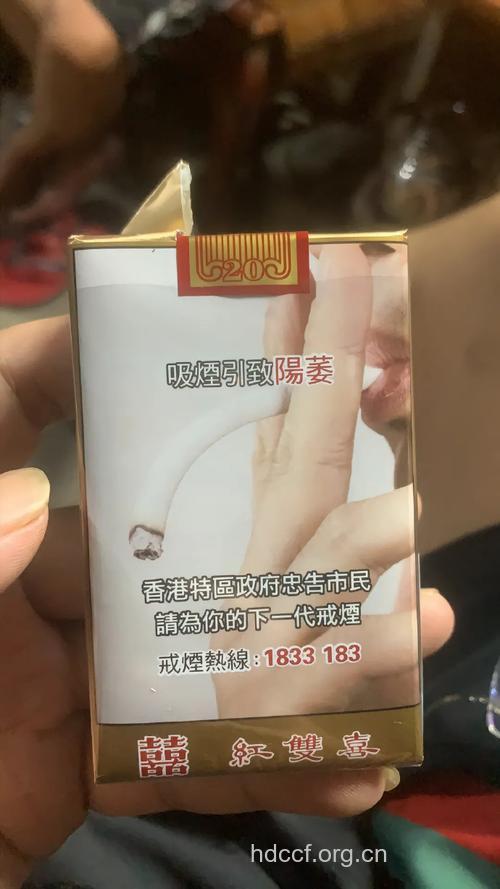 20
吸煙引致陽萎
香港特區政府忠告市民
請為你的下一代戒煙
戒煙熱線:1833 183
囍 紅雙喜
hdccf.org.cn